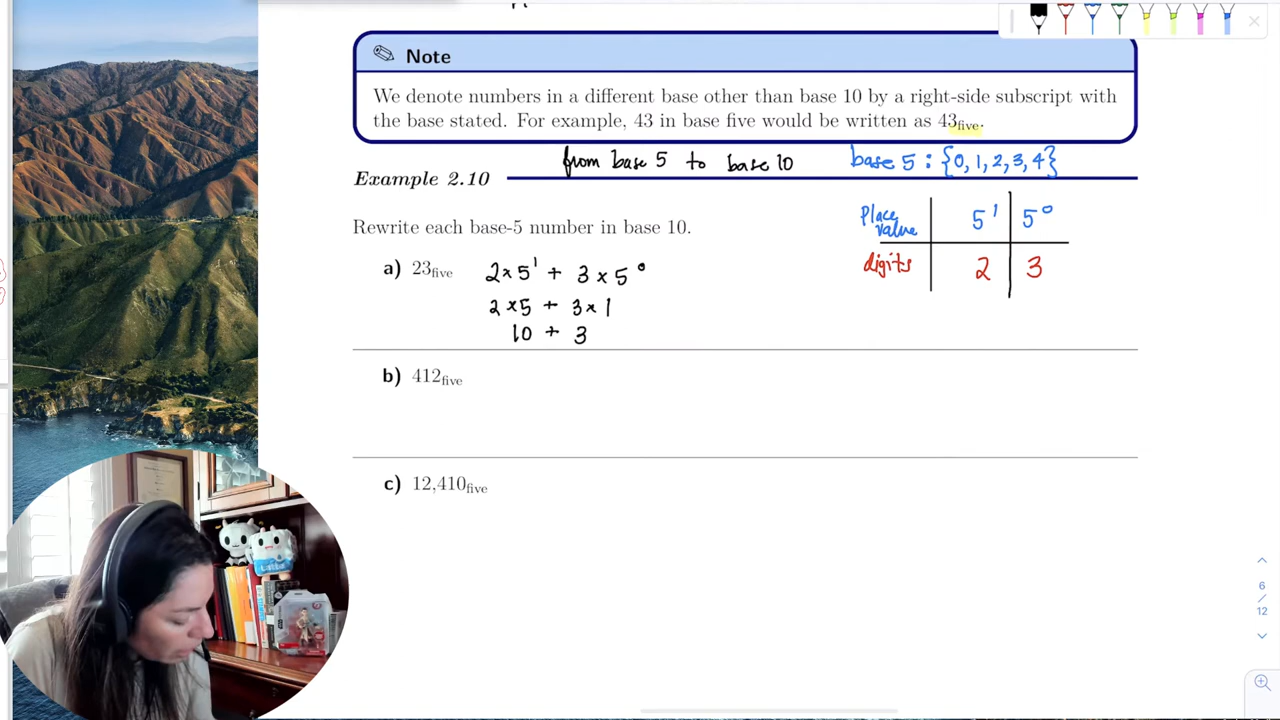 Note
We denote numbers in a different base other than base 10 by a right-side subscript with
the base stated. For example, 43 in base five would be written as 43five.
from base 5 to base 10
base 5 : {0, 1, 2, 3, 4}
Example 2.10
Rewrite each base-5 number in base 10.
Place value | 5¹ | 5⁰
digits | 2 | 3
a) 23five
2×5¹ + 3×5⁰
2×5 + 3×1
10 + 3
b) 412five
c) 12,410five
6
/
12